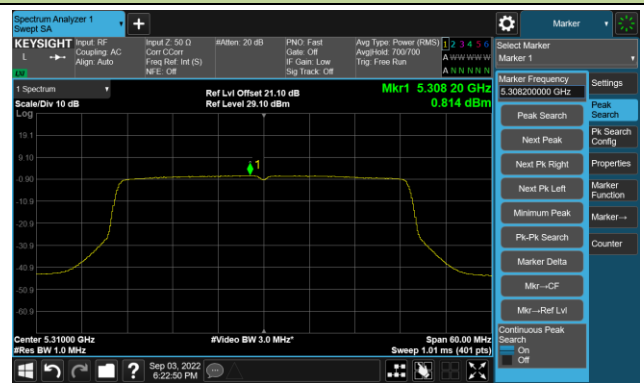 Spectrum Analyzer 1
Swept SA
+
Marker
KEYSIGHT
L
Input: RF
Coupling: AC
Align: Auto
Input Z: 50 Ω
Corr CCorr
Freq Ref: Int (S)
NFE: Off
#Atten: 20 dB
PNO: Fast
Gate: Off
IF Gain: Low
Sig Track: Off
Avg Type: Power (RMS)
Avg|Hold: 700/700
Trig: Free Run
1 2 3 4 5 6
A W W W W W
A N N N N N
Select Marker
Marker 1
1 Spectrum
Scale/Div 10 dB
Log
Ref Lvl Offset 21.10 dB
Ref Level 29.10 dBm
Mkr1 5.308 20 GHz
0.814 dBm
19.1
9.10
-0.90
-10.9
-20.9
-30.9
-40.9
-50.9
-60.9
1
Center 5.31000 GHz
#Res BW 1.0 MHz
#Video BW 3.0 MHz*
Span 60.00 MHz
Sweep 1.01 ms (401 pts)
Marker Frequency
5.308200000 GHz
Peak Search
Next Peak
Next Pk Right
Next Pk Left
Minimum Peak
Pk-Pk Search
Marker Delta
Mkr→CF
Mkr→Ref Lvl
Continuous Peak
Search
On
Off
Settings
Peak
Search
Pk Search
Config
Properties
Marker
Function
Marker→
Counter
?
Sep 03, 2022
6:22:50 PM